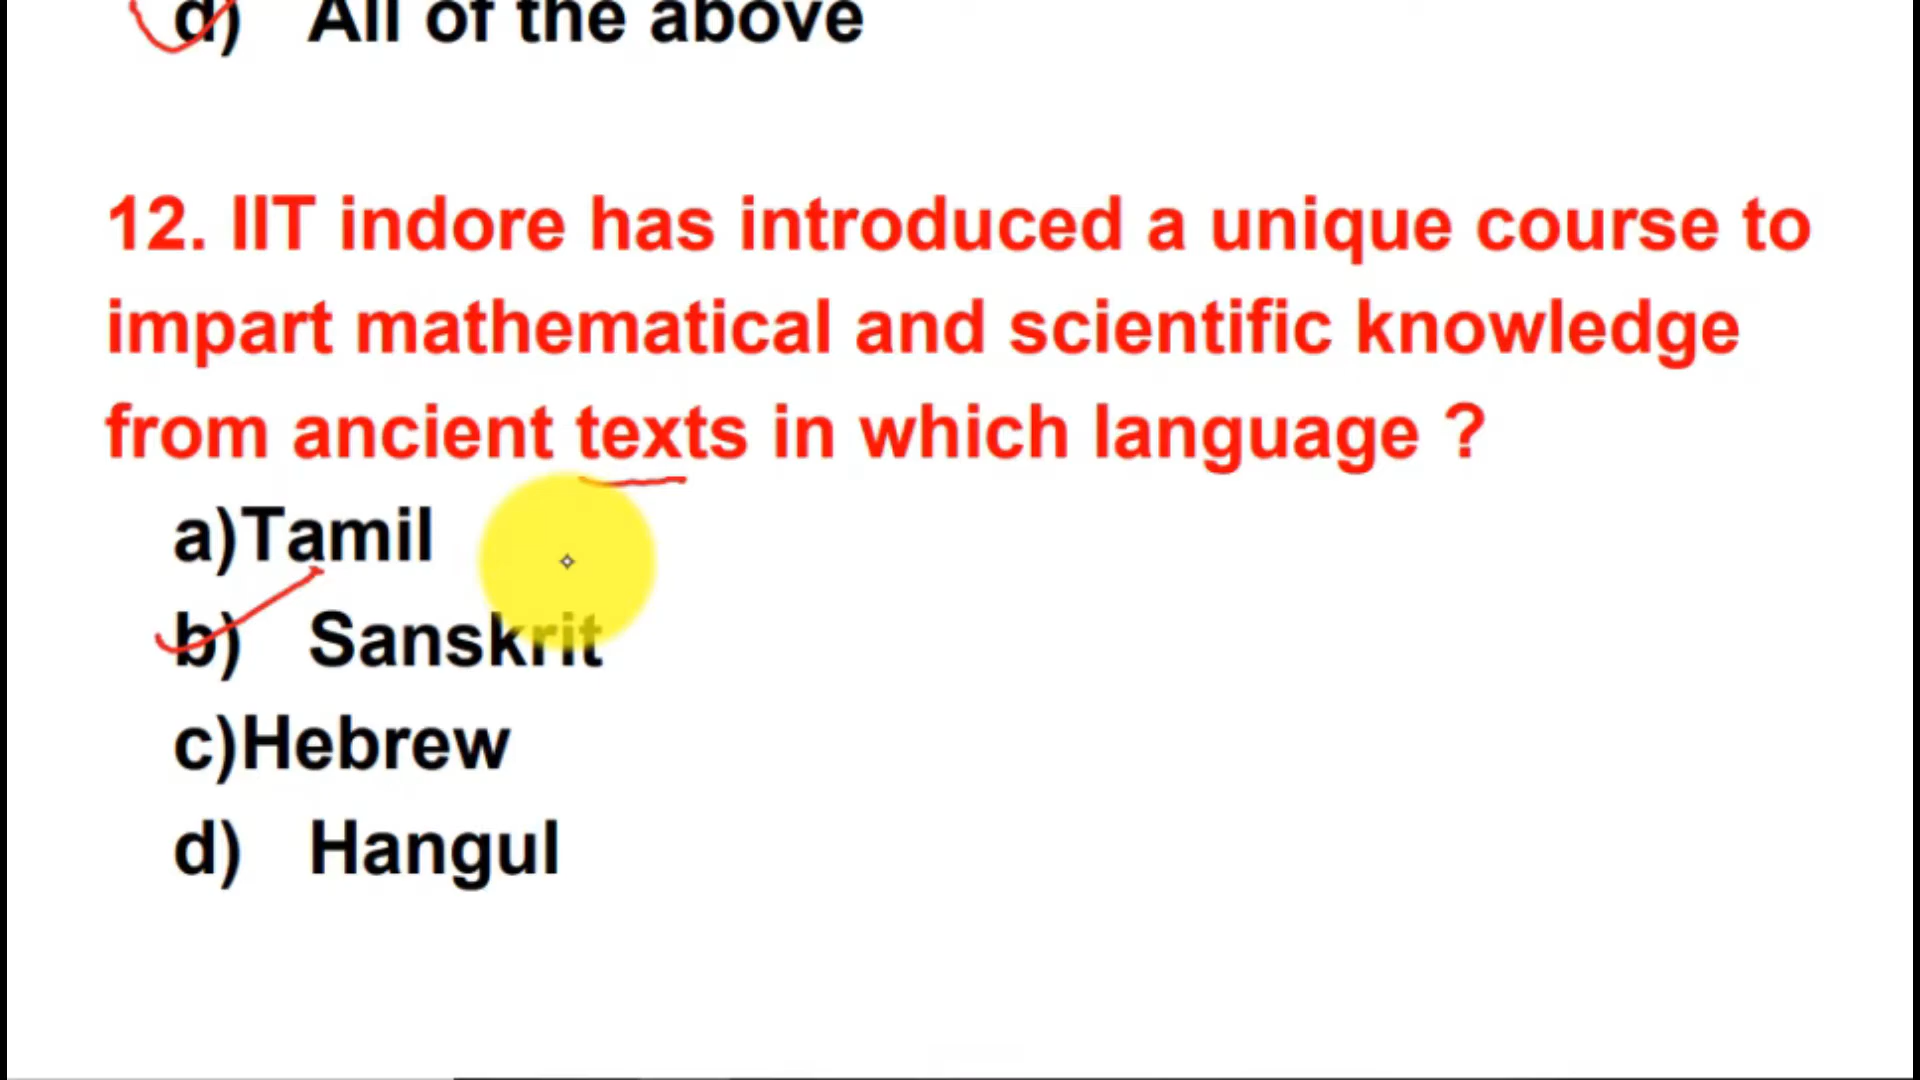 d) All of the above
12. IIT indore has introduced a unique course to
impart mathematical and scientific knowledge
from ancient texts in which language ?
a)Tamil
b) Sanskrit
c)Hebrew
d) Hangul